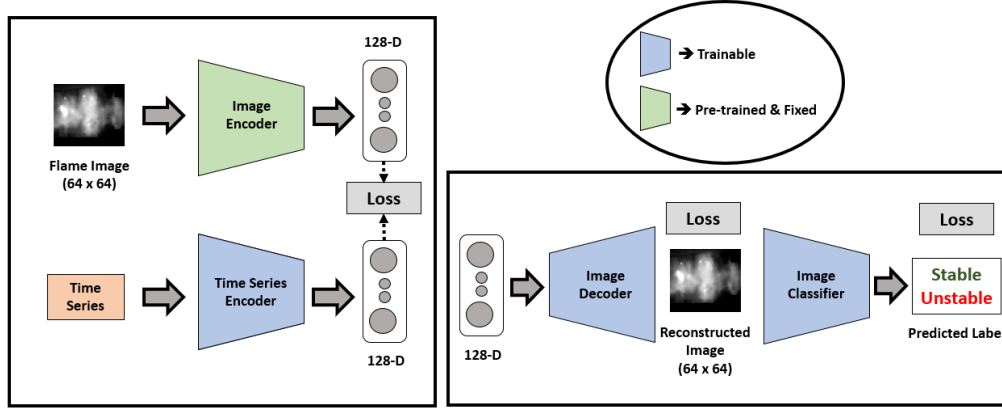 128-D
Image
Encoder
Flame Image
(64 x 64)
Loss
Time
Series
Time Series
Encoder
128-D
➔ Trainable
➔ Pre-trained & Fixed
128-D
Image
Decoder
Loss
Reconstructed
Image
(64 x 64)
Image
Classifier
Loss
Stable
Unstable
Predicted Label